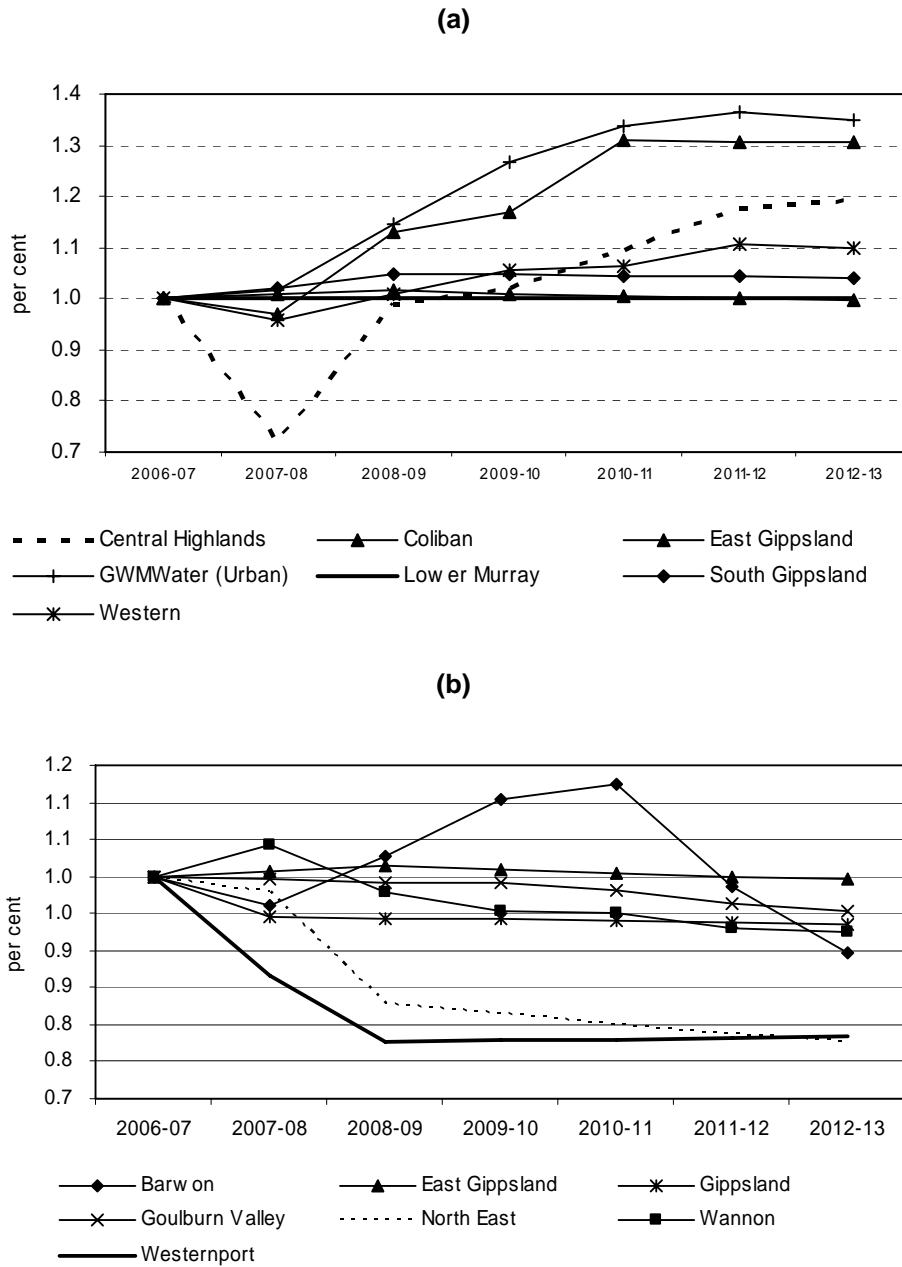 (a)
1.4
1.3
1.2
1.1
1.0
0.9
0.8
0.7
per cent
2006-07 2007-08 2008-09 2009-10 2010-11 2011-12 2012-13
Central Highlands Coliban East Gippsland
GWMWater (Urban) Lower Murray South Gippsland
Western
(b)
1.2
1.1
1.1
1.0
1.0
0.9
0.9
0.8
0.8
0.7
per cent
2006-07 2007-08 2008-09 2009-10 2010-11 2011-12 2012-13
Barwon East Gippsland Gippsland
Goulburn Valley North East Wannon
Westernport